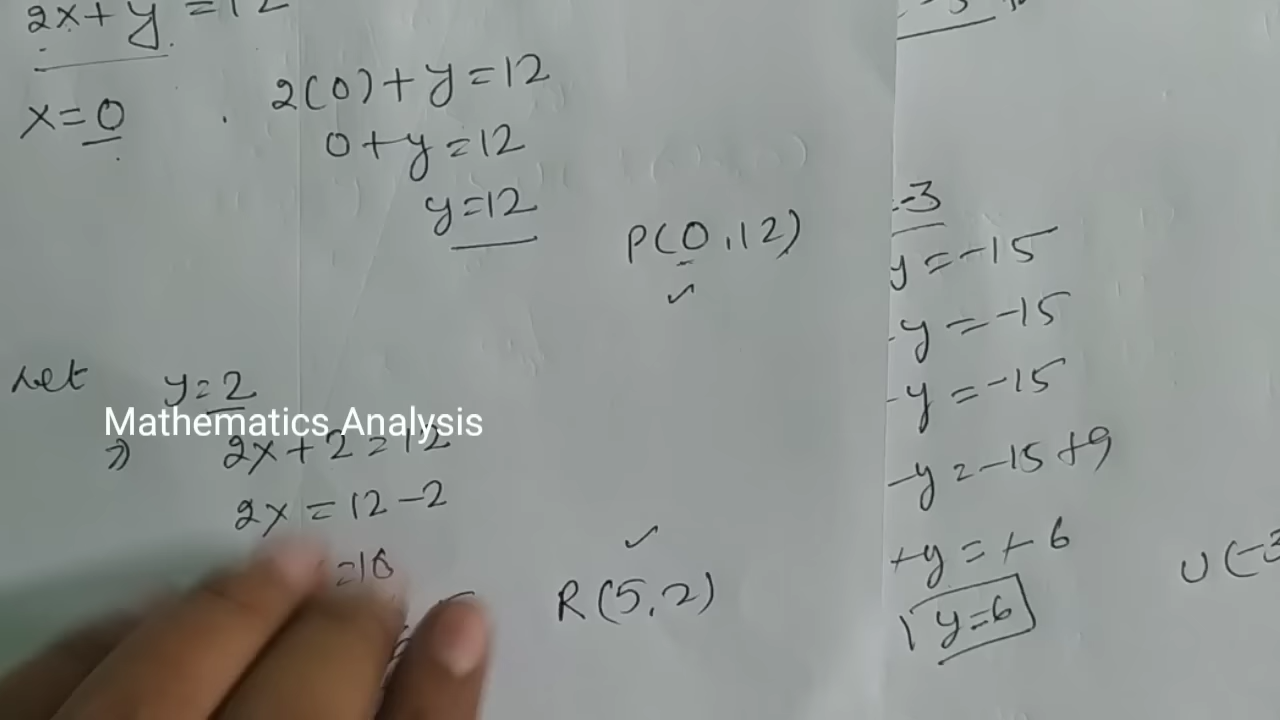 2x+y=12
x=0
2(0)+y=12
0+y=12
y=12
P(0,12)
Let y=2
Mathematics Analysis
⇒ 2x+2=12
2x=12-2
=10
R(5,2)
-3
y=-15
-y=-15
-y=-15
-y=-15+9
+y=+6
y=6
U(-3